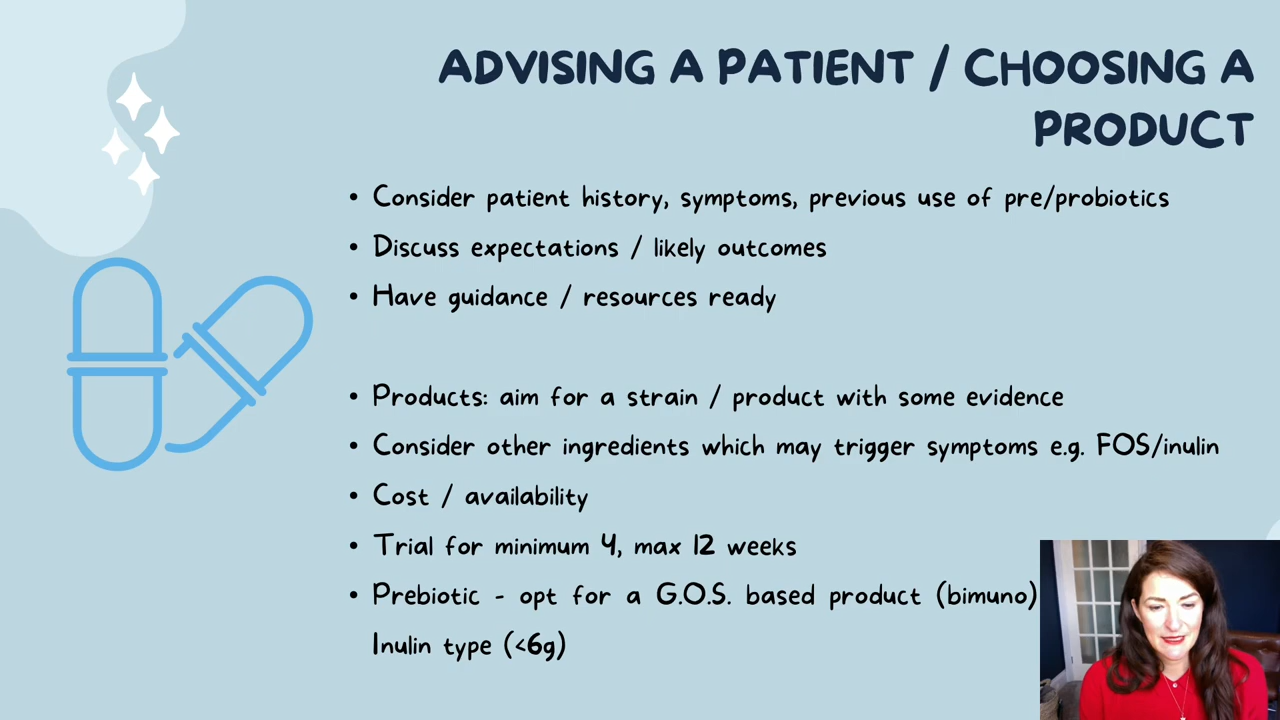 ADVISING A PATIENT / CHOOSING A
PRODUCT
• Consider patient history, symptoms, previous use of pre/probiotics
• Discuss expectations / likely outcomes
• Have guidance / resources ready
• Products: aim for a strain / product with some evidence
• Consider other ingredients which may trigger symptoms e.g. FOS/inulin
• Cost / availability
• Trial for minimum 4, max 12 weeks
• Prebiotic - opt for a G.O.S. based product (bimuno)
Inulin type (<6g)